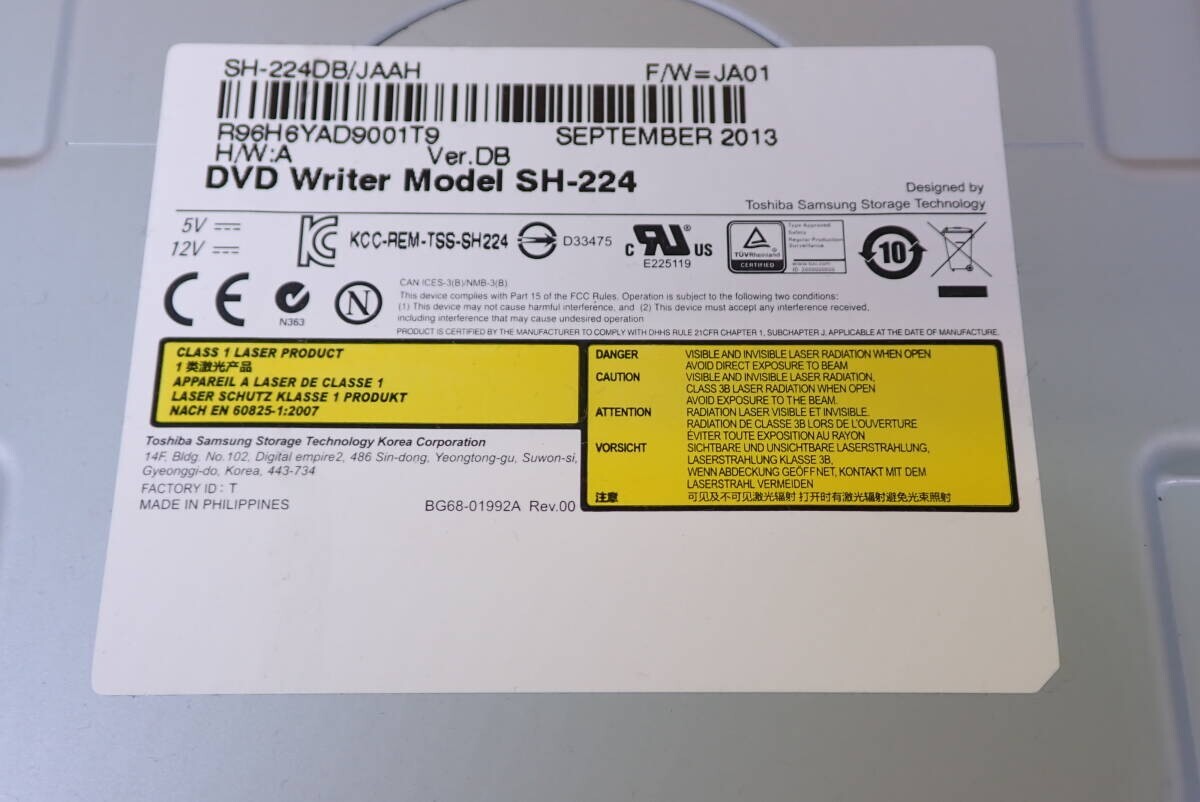 SH-224DB/JAAH F/W=JA01
R96H6YAD9001T9 SEPTEMBER 2013
H/W:A Ver.DB
DVD Writer Model SH-224
Designed by
Toshiba Samsung Storage Technology
5V
12V
KCC-REM-TSS-SH224
D33475
c RU US
E225119
TÜVRheinland
CERTIFIED
Type Approved
Safety
Regular Production
Surveillance
www.tuv.com
10
CE
N363
N
CAN ICES-3(B)/NMB-3(B)
This device complies with Part 15 of the FCC Rules. Operation is subject to the following two conditions:
(1) This device may not cause harmful interference, and (2) This device must accept any interference received,
including interference that may cause undesired operation
PRODUCT IS CERTIFIED BY THE MANUFACTURER TO COMPLY WITH DHHS RULE 21CFR CHAPTER 1, SUBCHAPTER J, APPLICABLE AT THE DATE OF MANUFACTURE.
CLASS 1 LASER PRODUCT
1类激光产品
APPAREIL A LASER DE CLASSE 1
LASER SCHUTZ KLASSE 1 PRODUKT
NACH EN 60825-1:2007
DANGER VISIBLE AND INVISIBLE LASER RADIATION WHEN OPEN
AVOID DIRECT EXPOSURE TO BEAM
CAUTION VISIBLE AND INVISIBLE LASER RADIATION,
CLASS 3B LASER RADIATION WHEN OPEN
AVOID EXPOSURE TO THE BEAM.
ATTENTION RADIATION LASER VISIBLE ET INVISIBLE.
RADIATION DE CLASSE 3B LORS DE L'OUVERTURE
ÉVITER TOUTE EXPOSITION AU RAYON
VORSICHT SICHTBARE UND UNSICHTBARE LASERSTRAHLUNG,
LASERSTRAHLUNG KLASSE 3B,
WENN ABDECKUNG GEÖFFNET, KONTAKT MIT DEM
LASERSTRAHL VERMEIDEN
注意 可见及不可见激光辐射 打开时有激光辐射避免光束照射
Toshiba Samsung Storage Technology Korea Corporation
14F, Bldg. No.102, Digital empire2, 486 Sin-dong, Yeongtong-gu, Suwon-si,
Gyeonggi-do, Korea, 443-734
FACTORY ID : T
MADE IN PHILIPPINES
BG68-01992A Rev.00